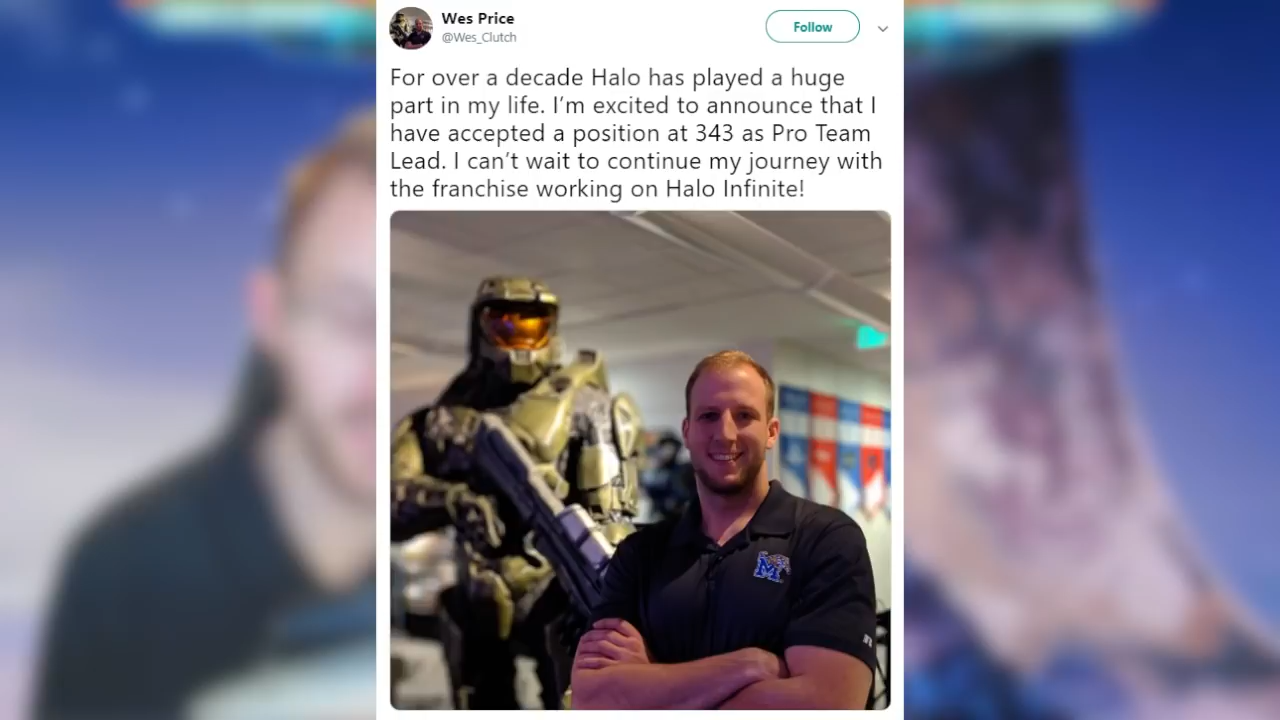 Wes Price
@Wes_Clutch
Follow
For over a decade Halo has played a huge
part in my life. I’m excited to announce that I
have accepted a position at 343 as Pro Team
Lead. I can’t wait to continue my journey with
the franchise working on Halo Infinite!
M